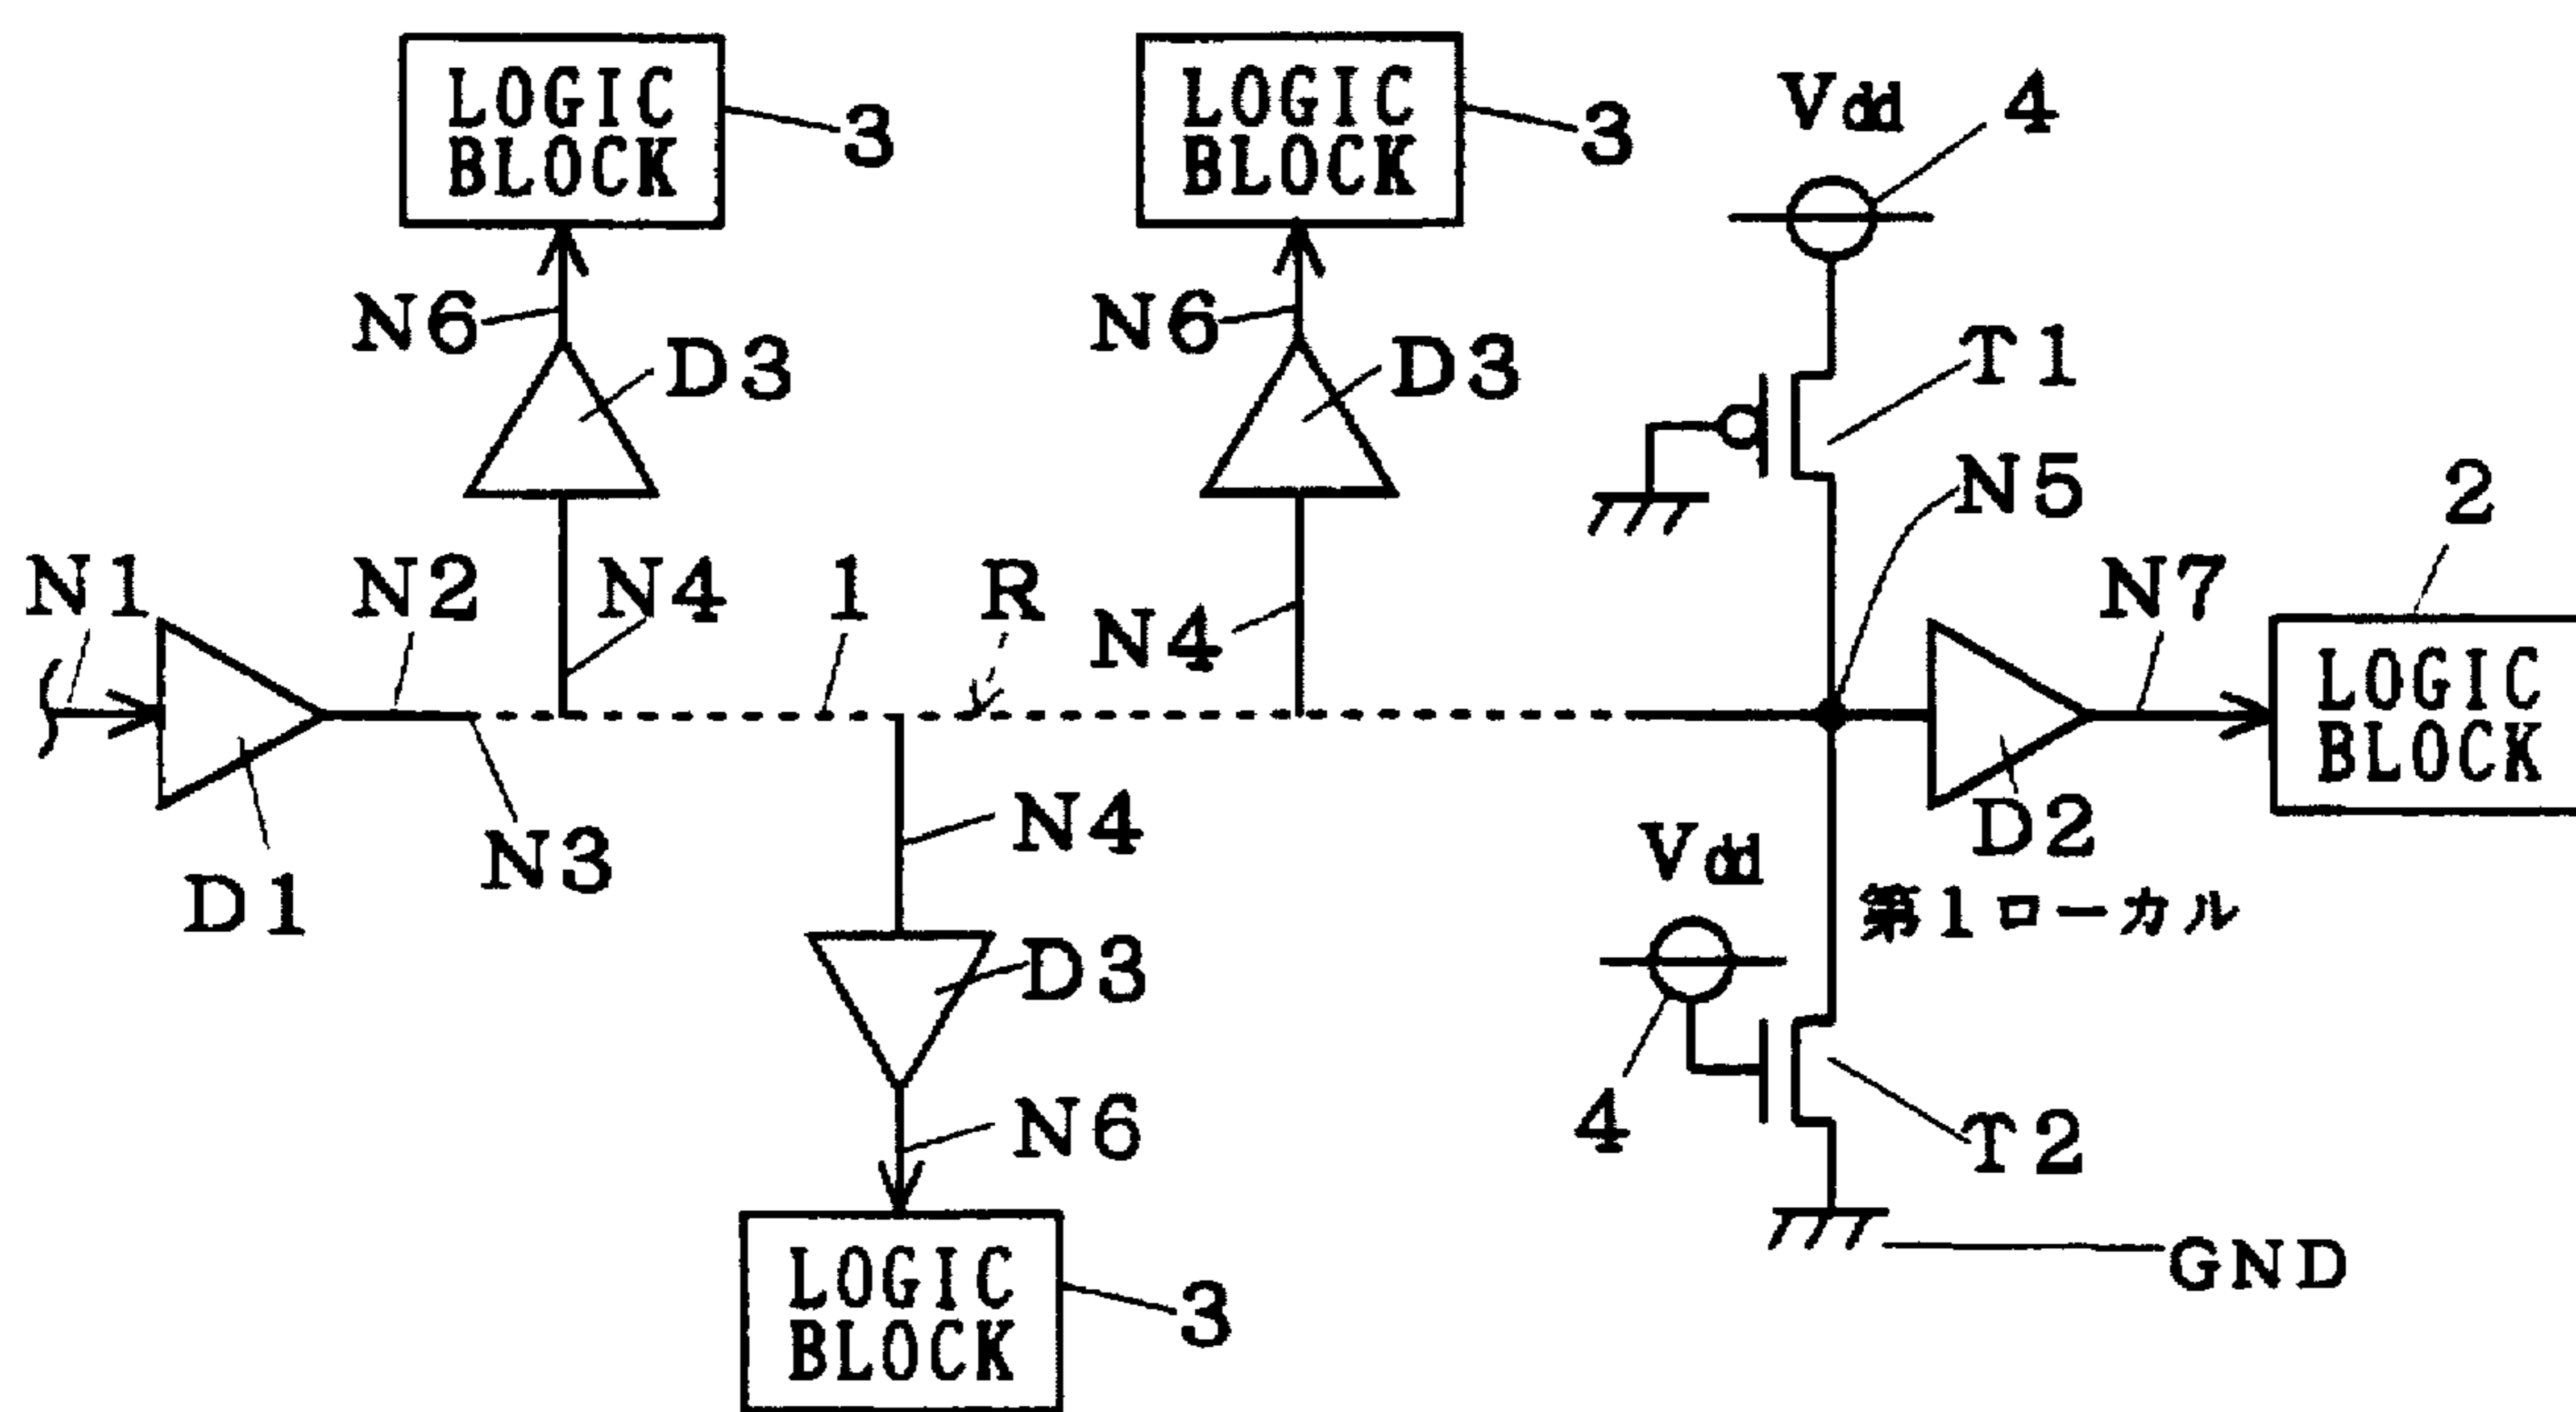 LOGIC
BLOCK
3
LOGIC
BLOCK
3
Vdd
4
N6
D3
N6
D3
T1
N5
2
N1
N2
N4
1
R
N4
N7
LOGIC
BLOCK
D1
N3
N4
Vdd
D2
第1ローカル
D3
4
N6
T2
LOGIC
BLOCK
3
GND